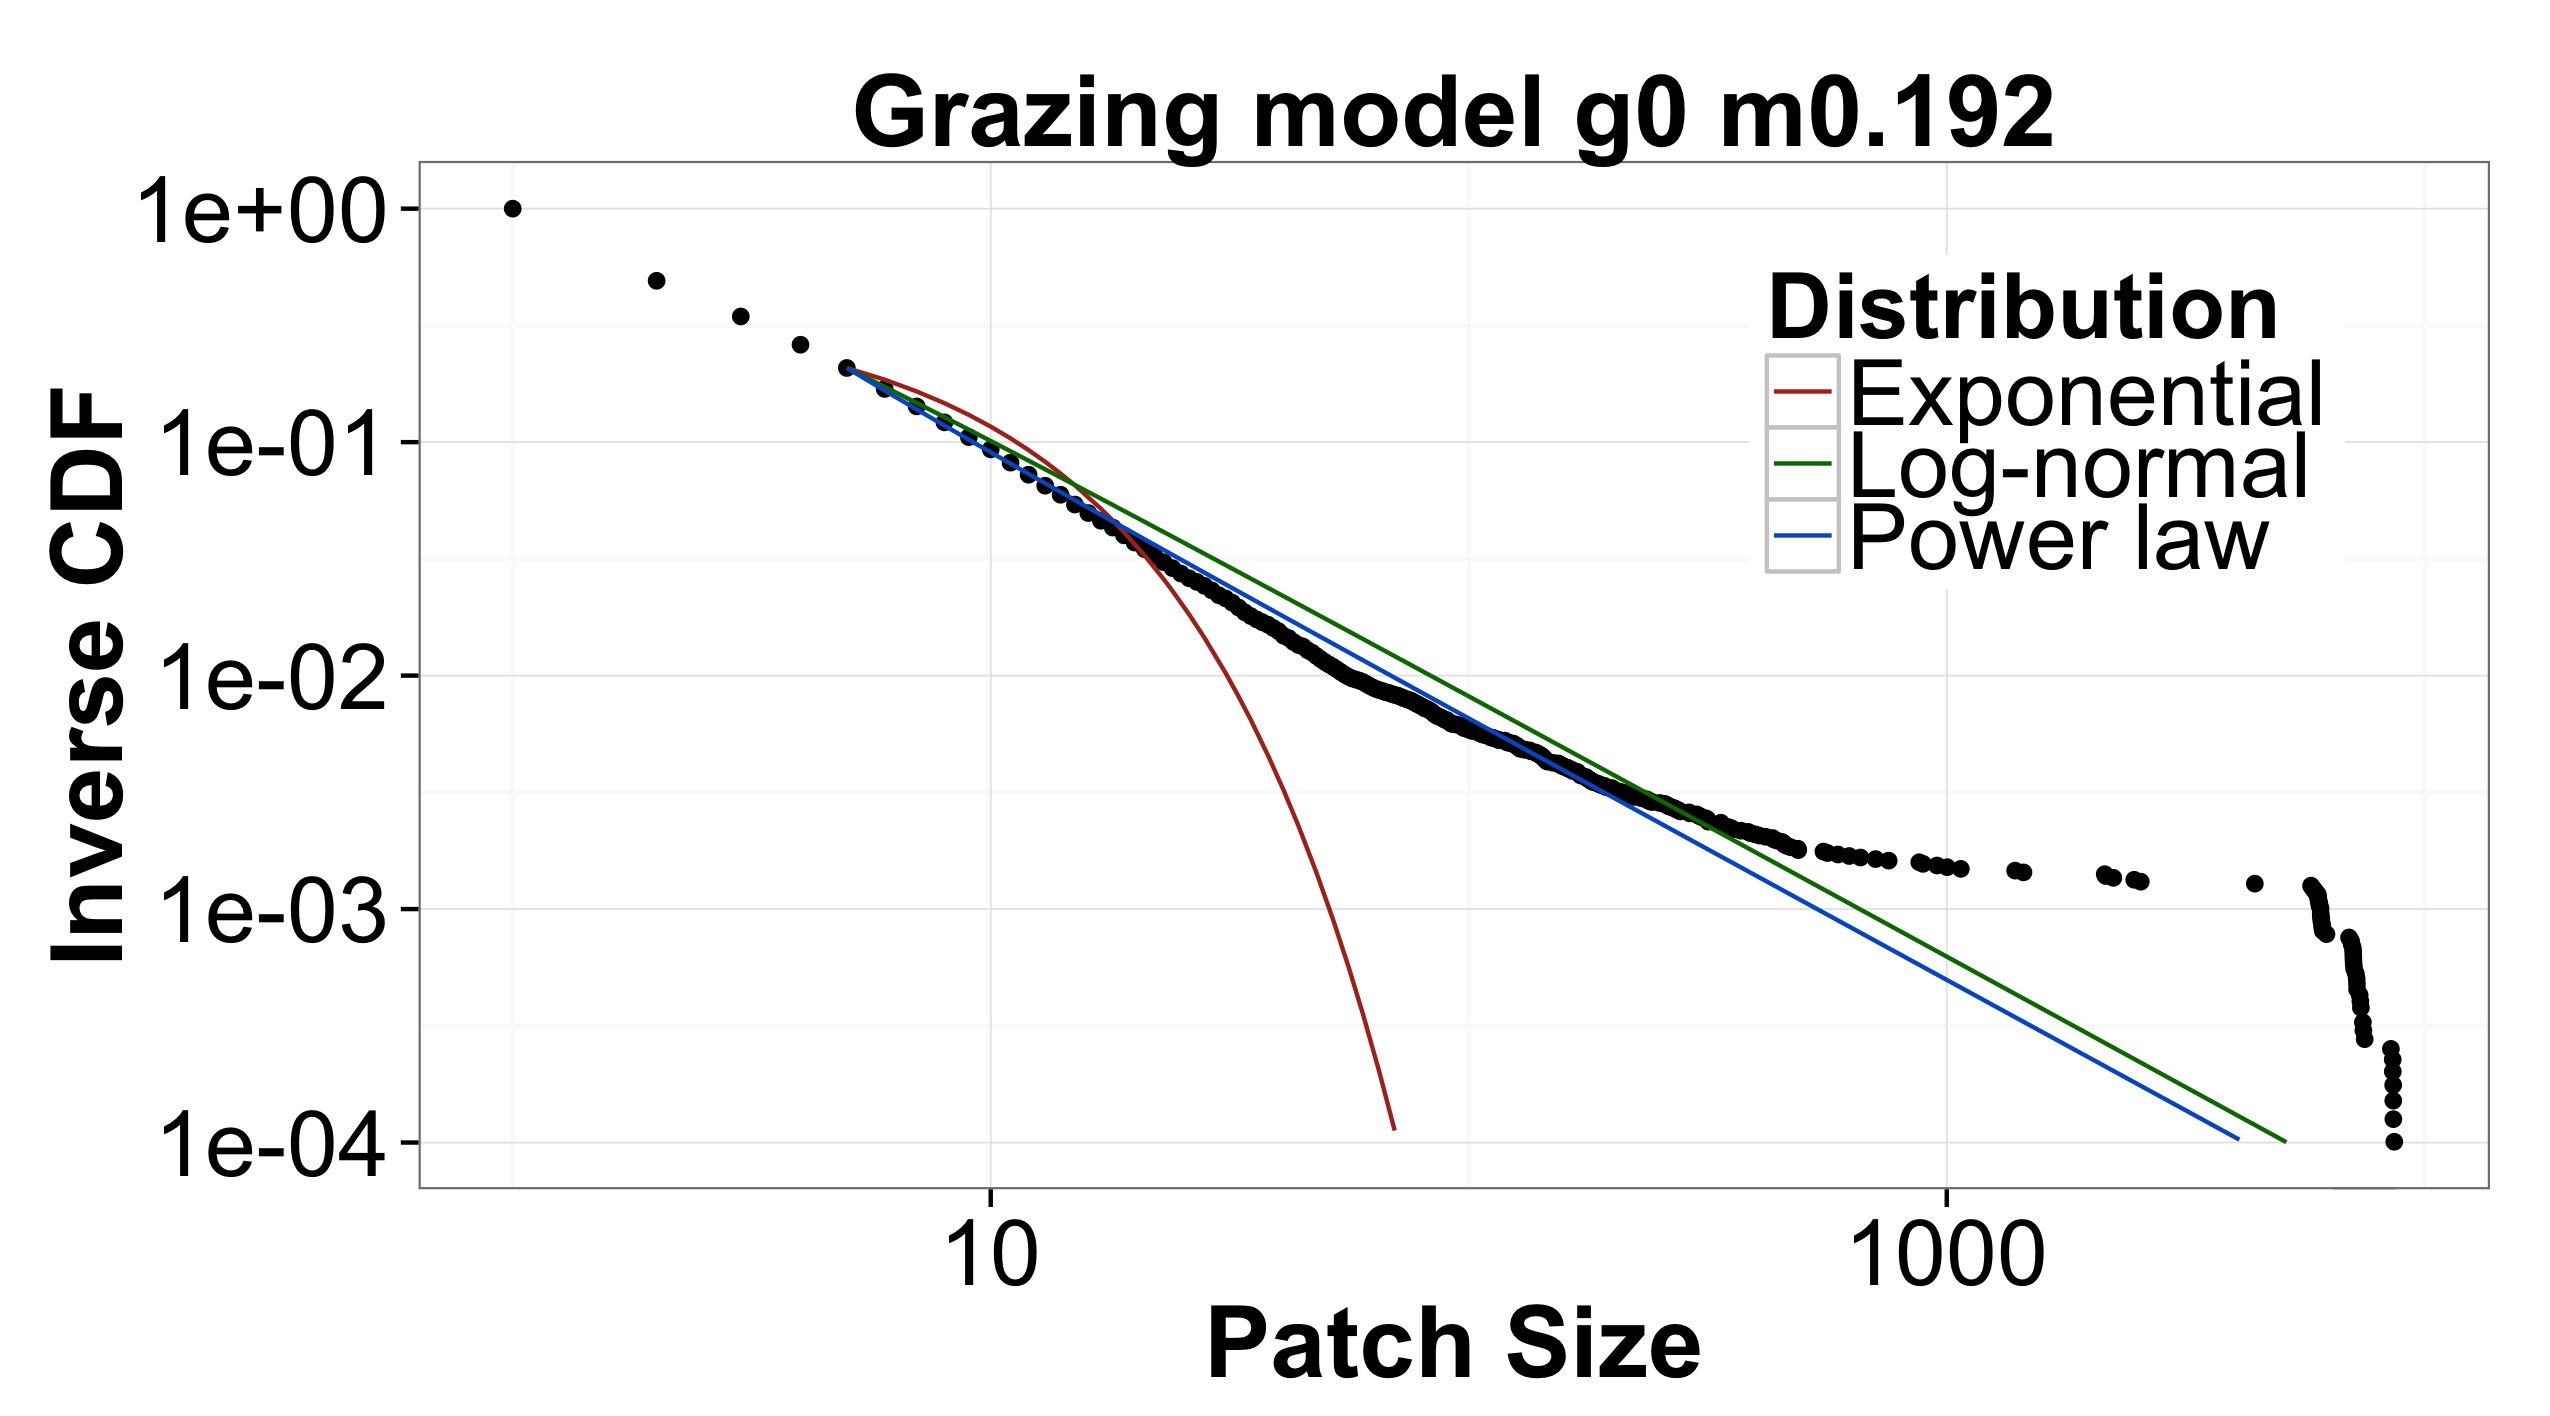 Grazing model g0 m0.192
Inverse CDF
1e+00
1e-01
1e-02
1e-03
1e-04
Distribution
Exponential
Log-normal
Power law
10
1000
Patch Size